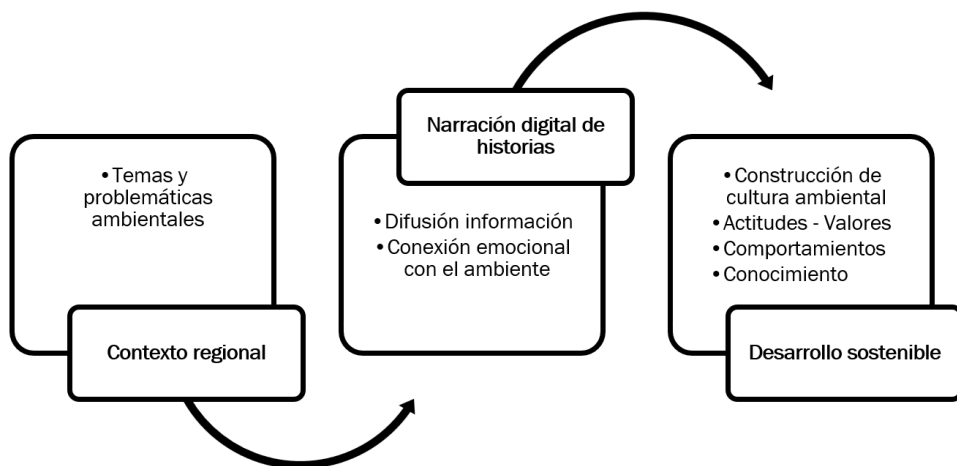 • Temas y
problemáticas
ambientales
Contexto regional
Narración digital de
historias
• Difusión información
• Conexión emocional
con el ambiente
• Construcción de
cultura ambiental
• Actitudes - Valores
• Comportamientos
• Conocimiento
Desarrollo sostenible